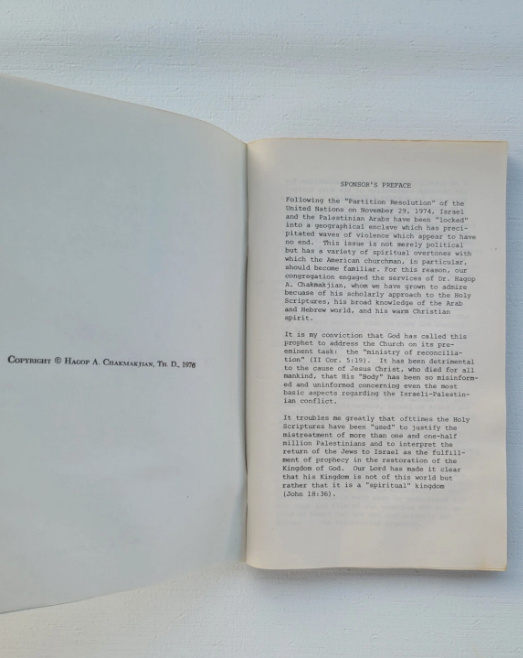 COPYRIGHT © HAGOP A. CHAKMAKJIAN, TH. D., 1976
SPONSOR'S PREFACE
Following the "Partition Resolution" of the
United Nations on November 29, 1974, Israel
and the Palestinian Arabs have been "locked"
into a geographical enclave which has preci-
pitated waves of violence which appear to have
no end. This issue is not merely political
but has a variety of spiritual overtones with
which the American churchman, in particular,
should become familiar. For this reason, our
congregation engaged the services of Dr. Hagop
A. Chakmakjian, whom we have grown to admire
becuase of his scholarly approach to the Holy
Scriptures, his broad knowledge of the Arab
and Hebrew world, and his warm Christian
spirit.
It is my conviction that God has called this
prophet to address the Church on its pre-
eminent task: the "ministry of reconcilia-
tion" (II Cor. 5:19). It has been detrimental
to the cause of Jesus Christ, who died for all
mankind, that His "Body" has been so misinform-
ed and uninformed concerning even the most
basic aspects regarding the Israeli-Palestin-
ian conflict.
It troubles me greatly that ofttimes the Holy
Scriptures have been "used" to justify the
mistreatment of more than one and one-half
million Palestinians and to interpret the
return of the Jews to Israel as the fulfill-
ment of prophecy in the restoration of the
Kingdom of God. Our Lord has made it clear
that his Kingdom is not of this world but
rather that it is a "spiritual" kingdom
(John 18:36).